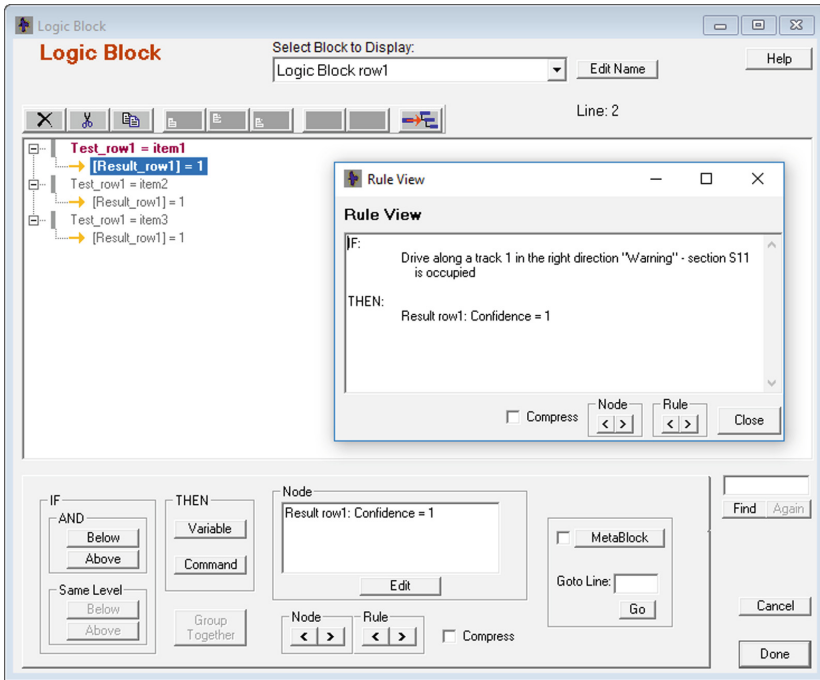 Logic Block
Logic Block
Select Block to Display:
Logic Block row1
Edit Name
Help
Line: 2
Test_row1 = item1
[Result_row1] = 1
Test_row1 = item2
[Result_row1] = 1
Test_row1 = item3
[Result_row1] = 1
Rule View
Rule View
IF:
Drive along a track 1 in the right direction "Warning" - section S11
is occupied
THEN:
Result row1: Confidence = 1
Compress
Node
< >
Rule
< >
Close
IF
AND
Below
Above
Same Level
Below
Above
THEN
Variable
Command
Group
Together
Node
Result row1: Confidence = 1
Edit
Node
< >
Rule
< >
Compress
MetaBlock
Goto Line:
Go
Find Again
Cancel
Done